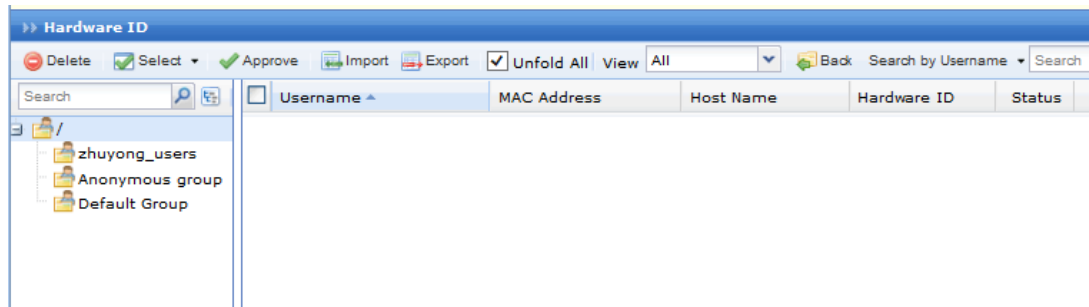 Hardware ID
Delete Select Approve Import Export Unfold All View All Back Search by Username Search
Search
Username MAC Address Host Name Hardware ID Status
/
zhuyong_users
Anonymous group
Default Group